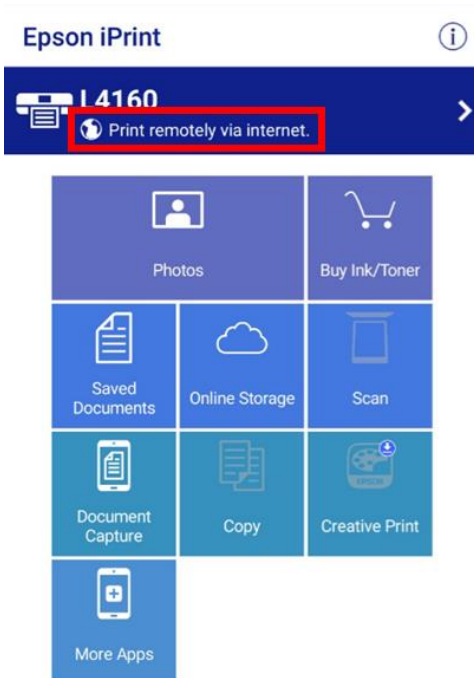 Epson iPrint
L4160
Print remotely via internet.
Photos
Buy Ink/Toner
Saved
Documents
Online Storage
Scan
Document
Capture
Copy
EPSON
Creative Print
More Apps